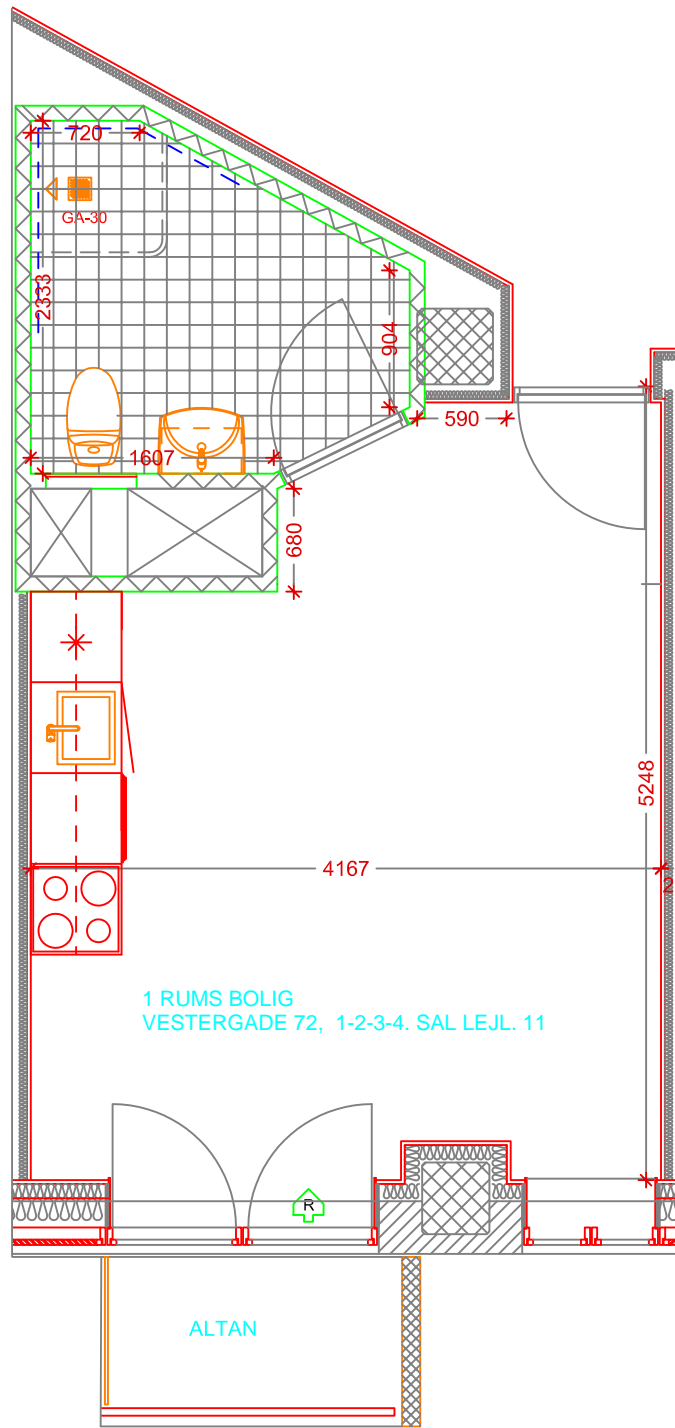 720
GA-30
2333
904
590
1607
680
5248
4167
2
1 RUMS BOLIG
VESTERGADE 72, 1-2-3-4. SAL LEJL. 11
R
ALTAN